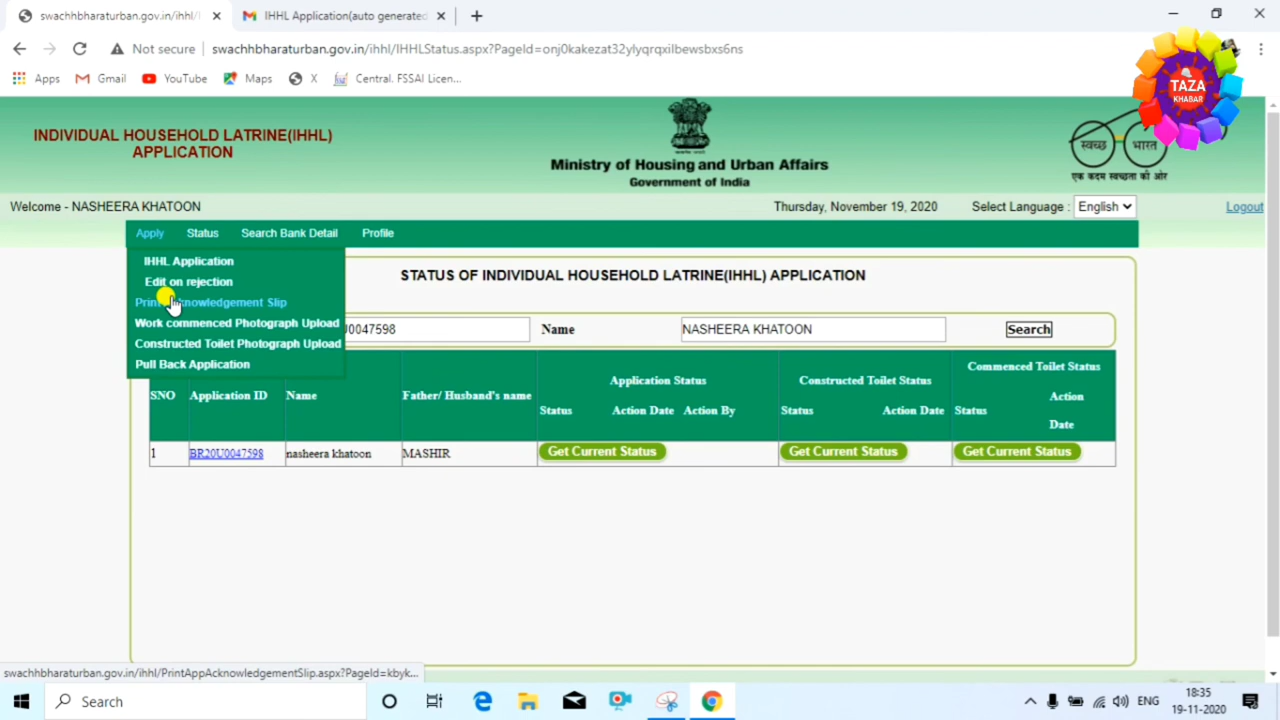 swachhbharaturban.gov.in/ihhl/
IHHL Application(auto generated
Not secure
swachhbharaturban.gov.in/ihhl/IHHLStatus.aspx?PageId=onj0kakezat32ylyqrqxilbewsbxs6ns
Apps Gmail YouTube Maps X Central. FSSAI Licen...
TAZA
KHABAR
INDIVIDUAL HOUSEHOLD LATRINE(IHHL)
APPLICATION
Ministry of Housing and Urban Affairs
Government of India
स्वच्छ भारत
एक कदम स्वच्छता की ओर
Welcome - NASHEERA KHATOON
Thursday, November 19, 2020
Select Language : English
Logout
Apply Status Search Bank Detail Profile
IHHL Application
Edit on rejection
Print Acknowledgement Slip
Work commenced Photograph Upload
Constructed Toilet Photograph Upload
Pull Back Application
STATUS OF INDIVIDUAL HOUSEHOLD LATRINE(IHHL) APPLICATION
0047598 Name NASHEERA KHATOON Search
SNO Application ID Name Father/ Husband's name
Application Status
Status Action Date Action By
Constructed Toilet Status
Status Action Date
Commenced Toilet Status
Status Action
Date
1 BR20U0047598 nasheera khatoon MASHIR Get Current Status Get Current Status Get Current Status
swachhbharaturban.gov.in/ihhl/PrintAppAcknowledgementSlip.aspx?PageId=kbyk...
Search
ENG
18:35
19-11-2020